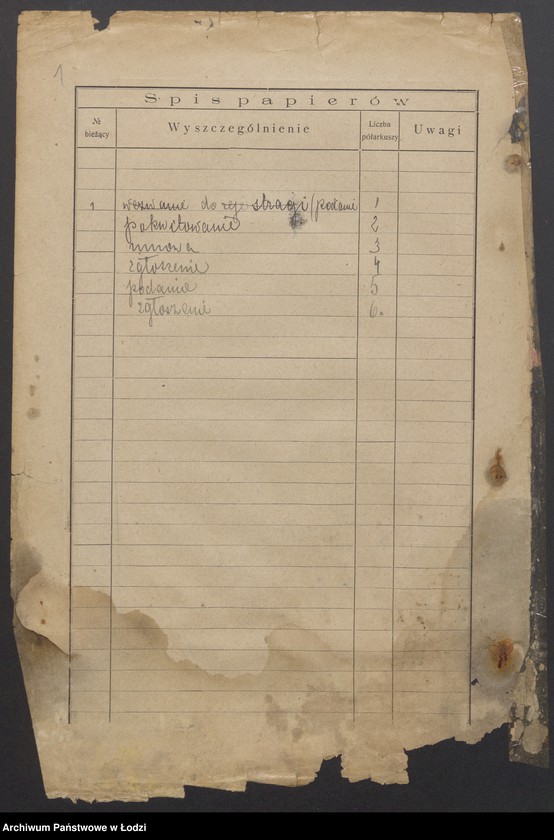 1
Spis papierów
№ bieżący Wyszczególnienie Liczba półarkuszy Uwagi
1 wezwanie do rej stracji (podanie 1
pokwitowanie 2
umowa 3
zgłoszenie 4
podanie 5
zgłoszenie 6.
Archiwum Państwowe w Łodzi